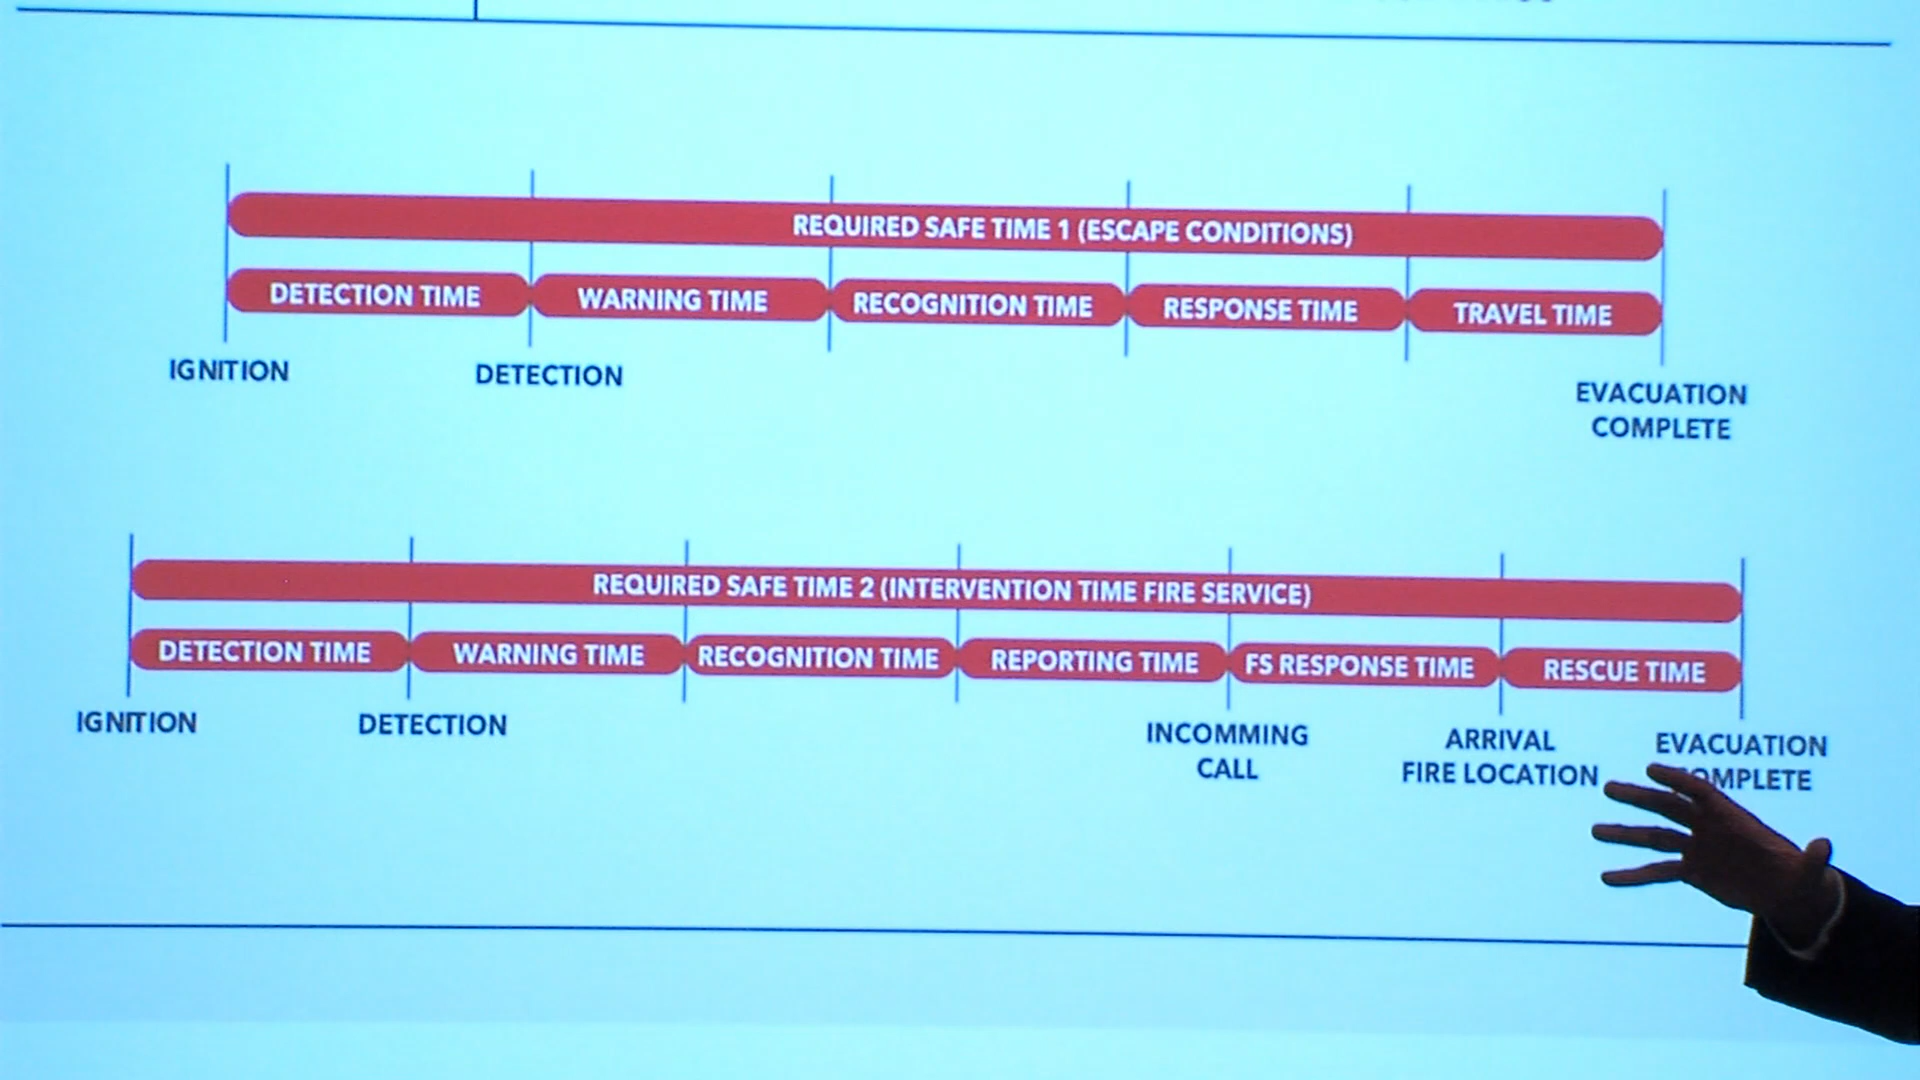 REQUIRED SAFE TIME 1 (ESCAPE CONDITIONS)
DETECTION TIME WARNING TIME RECOGNITION TIME RESPONSE TIME TRAVEL TIME
IGNITION DETECTION EVACUATION
COMPLETE
REQUIRED SAFE TIME 2 (INTERVENTION TIME FIRE SERVICE)
DETECTION TIME WARNING TIME RECOGNITION TIME REPORTING TIME FS RESPONSE TIME RESCUE TIME
IGNITION DETECTION INCOMMING ARRIVAL EVACUATION
CALL FIRE LOCATION COMPLETE